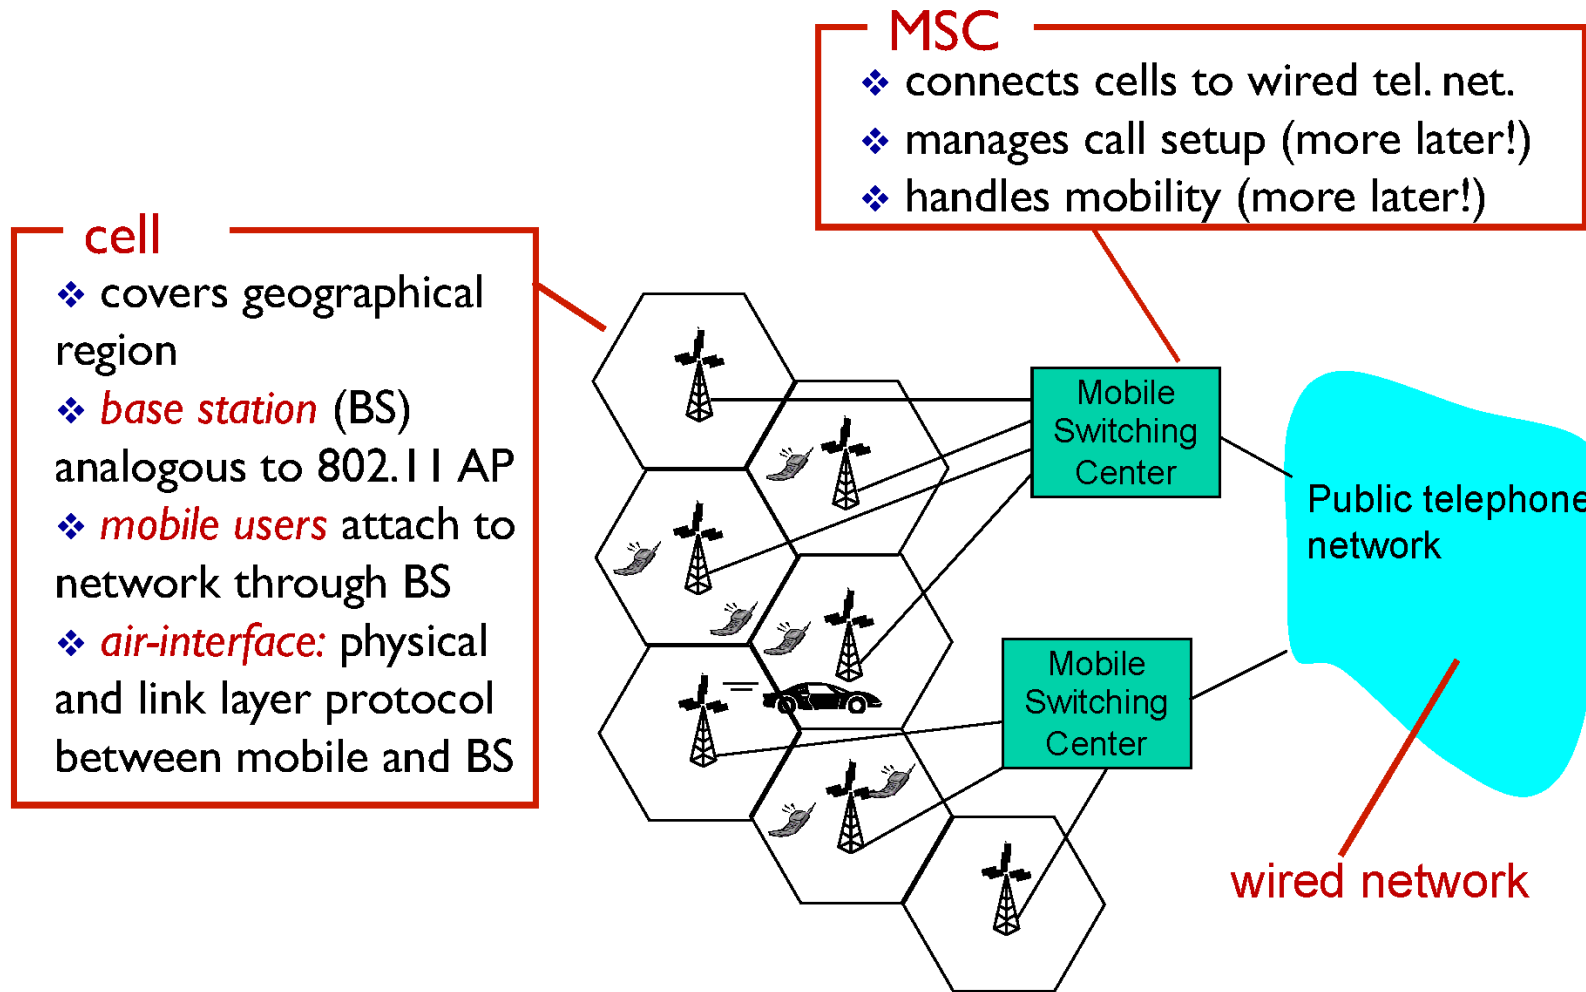 MSC
❖ connects cells to wired tel. net.
❖ manages call setup (more later!)
❖ handles mobility (more later!)
cell
❖ covers geographical
region
❖ base station (BS)
analogous to 802.11 AP
❖ mobile users attach to
network through BS
❖ air-interface: physical
and link layer protocol
between mobile and BS
Mobile
Switching
Center
Public telephone
network
Mobile
Switching
Center
wired network